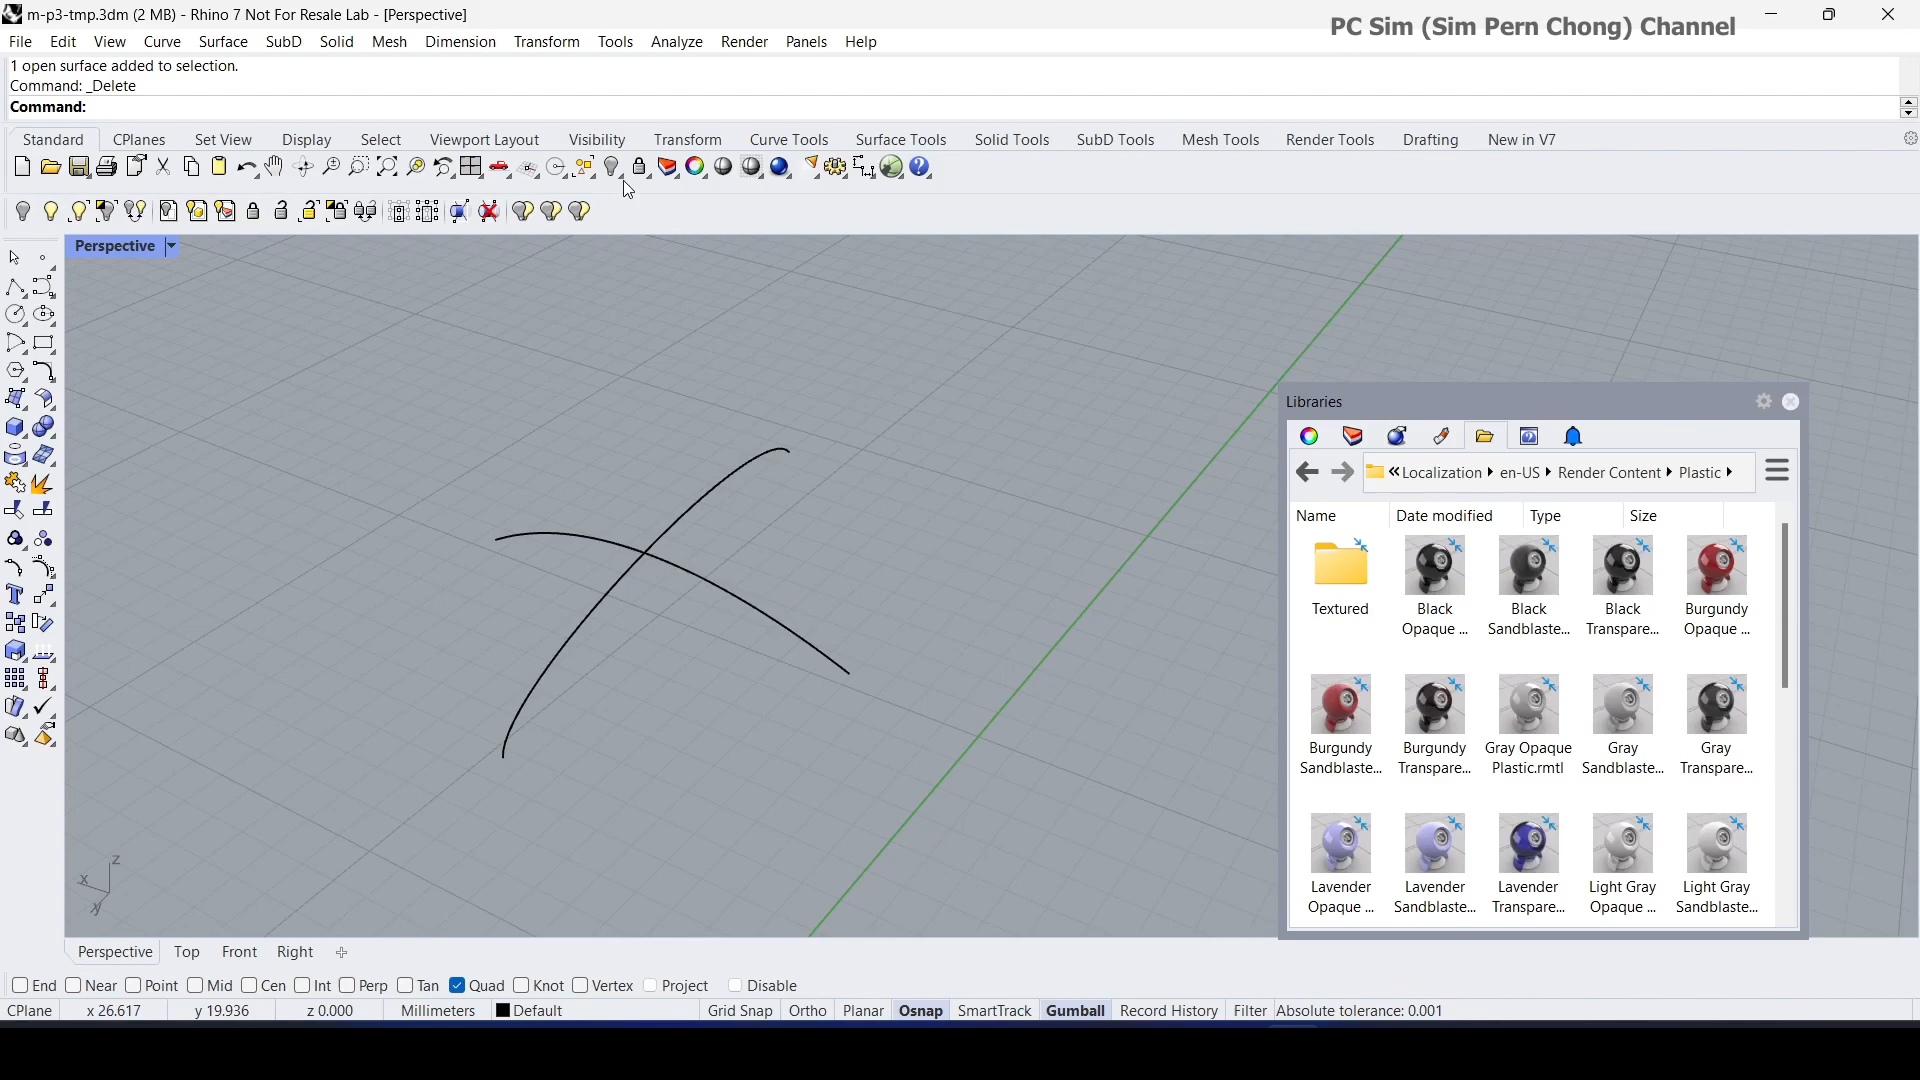 m-p3-tmp.3dm (2 MB) - Rhino 7 Not For Resale Lab - [Perspective]
PC Sim (Sim Pern Chong) Channel
File Edit View Curve Surface SubD Solid Mesh Dimension Transform Tools Analyze Render Panels Help
1 open surface added to selection.
Command: _Delete
Command:
Standard CPlanes Set View Display Select Viewport Layout Visibility Transform Curve Tools Surface Tools Solid Tools SubD Tools Mesh Tools Render Tools Drafting New in V7
Perspective
Libraries
« Localization en-US Render Content Plastic
Name Date modified Type Size
Textured
Black Opaque ...
Black Sandblaste...
Black Transpare...
Burgundy Opaque ...
Burgundy Sandblaste...
Burgundy Transpare...
Gray Opaque Plastic.rmtl
Gray Sandblaste...
Gray Transpare...
Lavender Opaque ...
Lavender Sandblaste...
Lavender Transpare...
Light Gray Opaque ...
Light Gray Sandblaste...
z
x
y
Perspective Top Front Right
End Near Point Mid Cen Int Perp Tan Quad Knot Vertex Project Disable
CPlane x 26.617 y 19.936 z 0.000 Millimeters Default Grid Snap Ortho Planar Osnap SmartTrack Gumball Record History Filter Absolute tolerance: 0.001